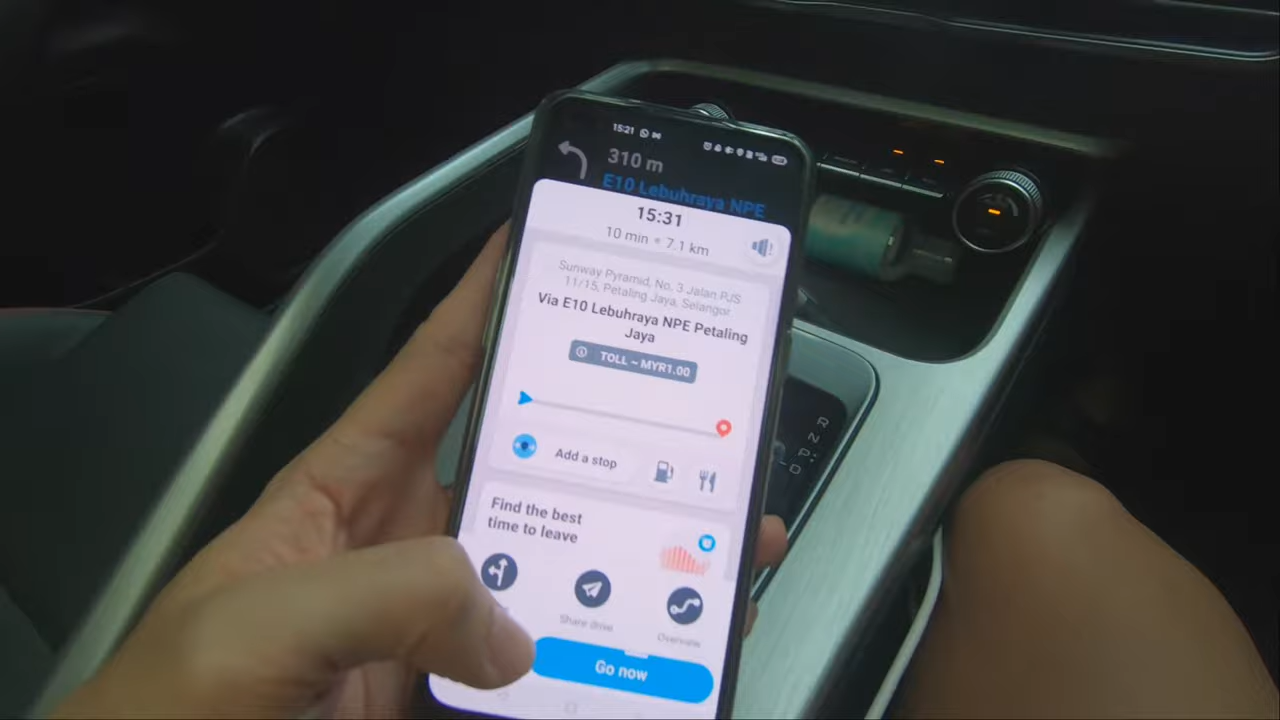 15:21
310 m
E10 Lebuhraya NPE
15:31
10 min • 7.1 km
Sunway Pyramid, No. 3 Jalan PJS
11/15, Petaling Jaya, Selangor
Via E10 Lebuhraya NPE Petaling
Jaya
TOLL ~ MYR1.00
Add a stop
Find the best
time to leave
Share drive
Overview
Go now
R
N
P
D